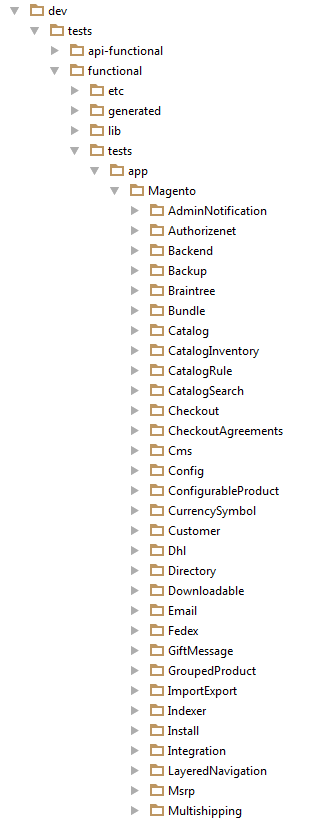 dev
tests
api-functional
functional
etc
generated
lib
tests
app
Magento
AdminNotification
Authorizenet
Backend
Backup
Braintree
Bundle
Catalog
CatalogInventory
CatalogRule
CatalogSearch
Checkout
CheckoutAgreements
Cms
Config
ConfigurableProduct
CurrencySymbol
Customer
Dhl
Directory
Downloadable
Email
Fedex
GiftMessage
GroupedProduct
ImportExport
Indexer
Install
Integration
LayeredNavigation
Msrp
Multishipping